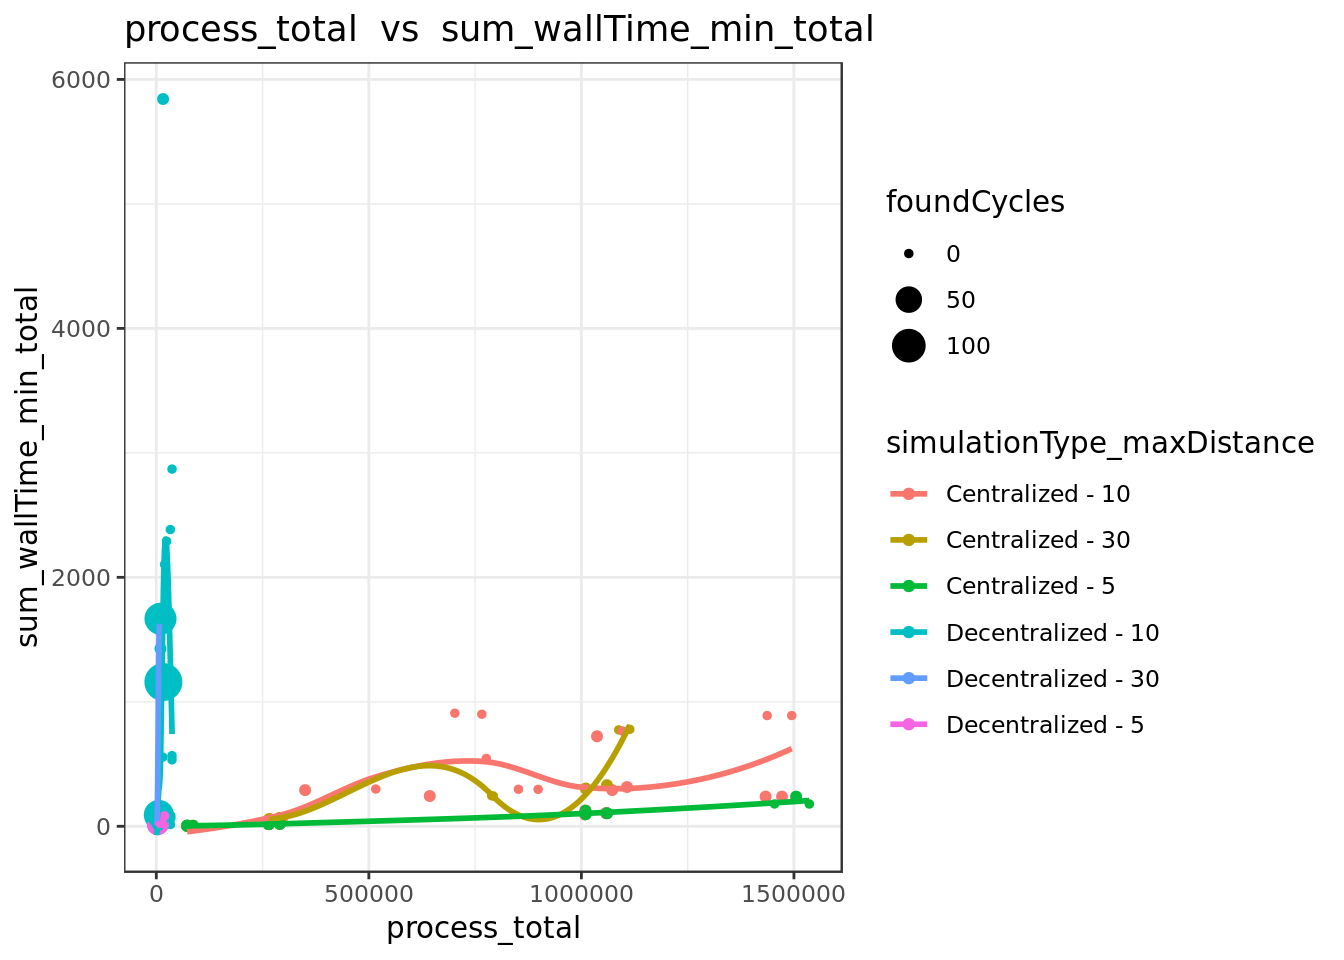 process_total  vs  sum_wallTime_min_total
sum_wallTime_min_total
6000
4000
2000
0
0
500000
1000000
1500000
process_total
foundCycles
0
50
100
simulationType_maxDistance
Centralized - 10
Centralized - 30
Centralized - 5
Decentralized - 10
Decentralized - 30
Decentralized - 5